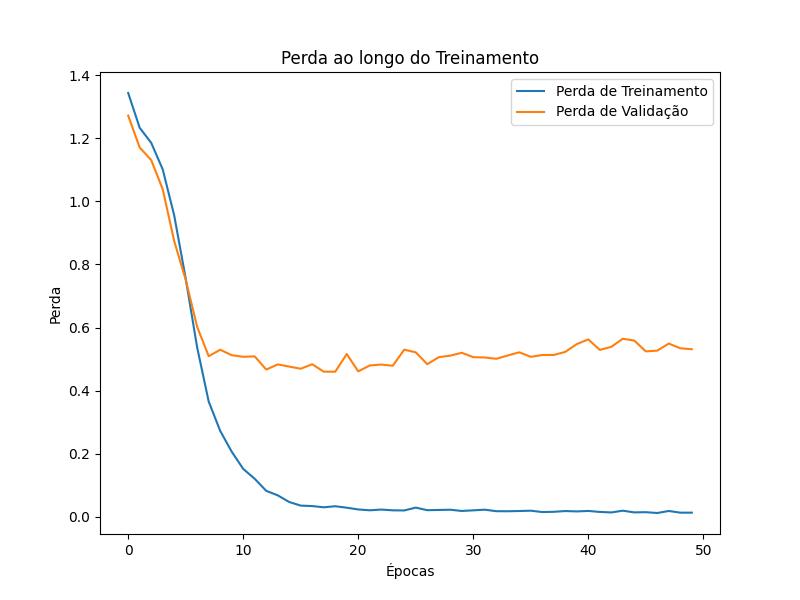 Perda ao longo do Treinamento
Perda de Treinamento
Perda de Validação
1.4
1.2
1.0
0.8
0.6
0.4
0.2
0.0
Perda
0 10 20 30 40 50
Épocas